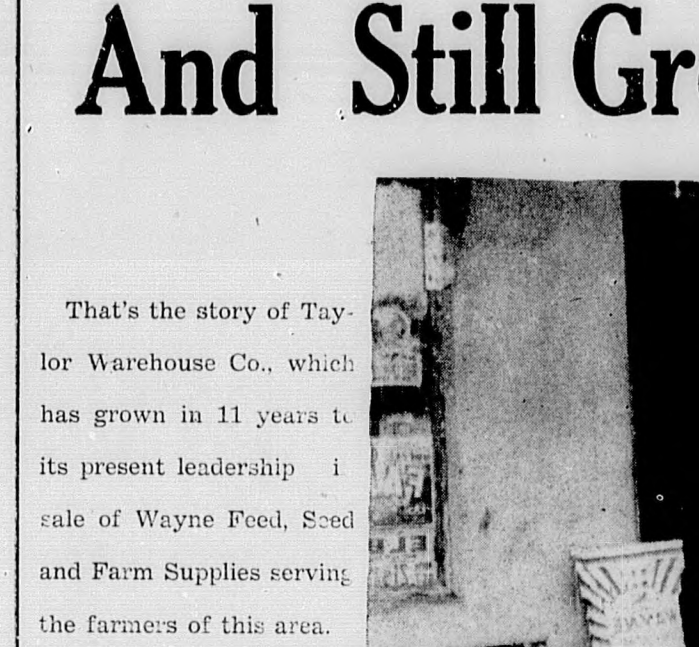 And Still Gr
That's the story of Tay-
lor Warehouse Co., which
has grown in 11 years t
its present leadership i
sale of Wayne Feed, Seed
and Farm Supplies serving
the farmers of this area.